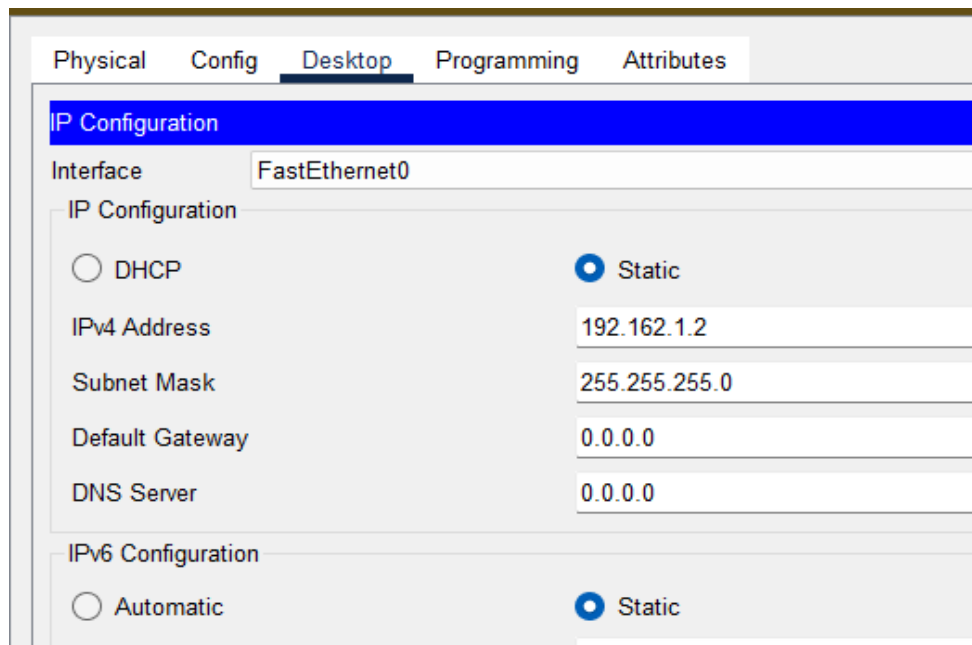 Physical Config Desktop Programming Attributes
IP Configuration
Interface FastEthernet0
IP Configuration
DHCP Static
IPv4 Address 192.162.1.2
Subnet Mask 255.255.255.0
Default Gateway 0.0.0.0
DNS Server 0.0.0.0
IPv6 Configuration
Automatic Static